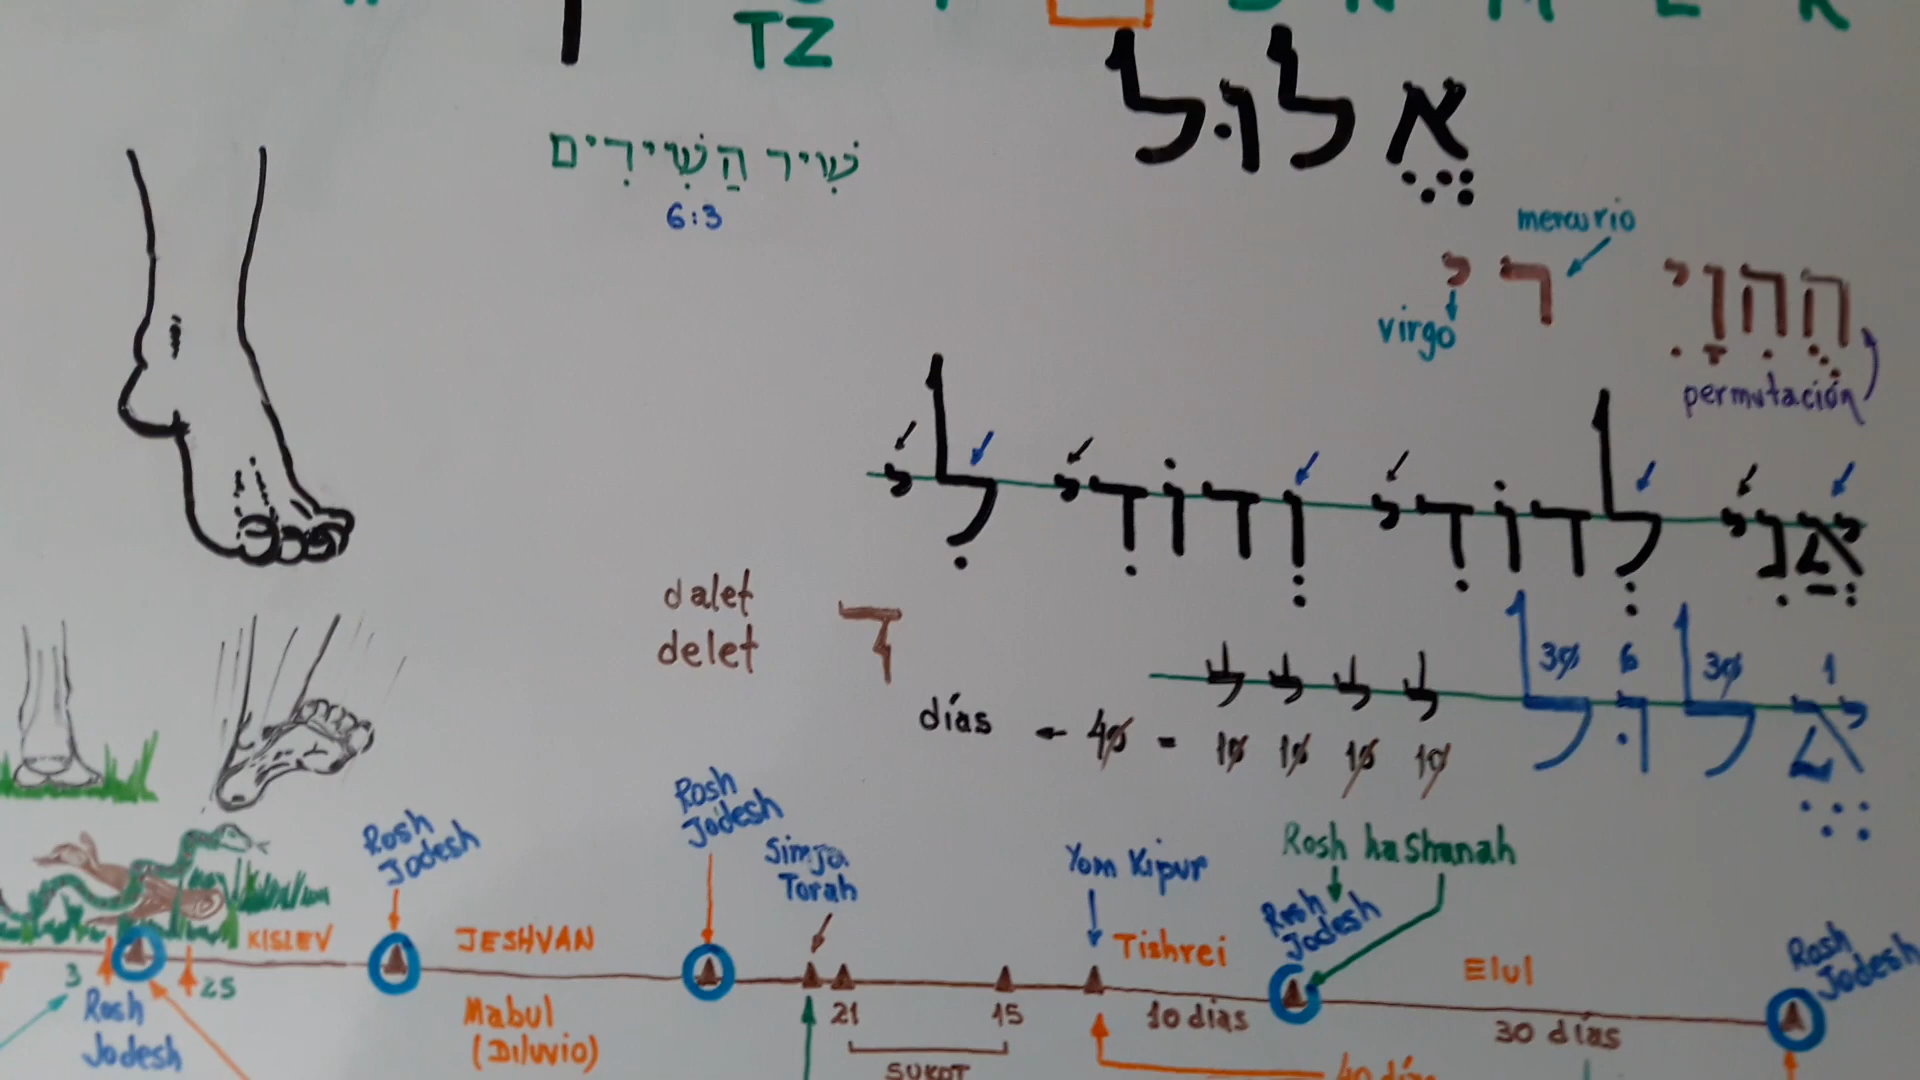 TZ
אֱלוּל
שִׁיר הַשִׁירִים
6:3
mercurio
י ד
virgo
הֶהִוָיִ
permutación
אֲנִי לְדוֹדִי וְדוֹדִי לִי
dalet
delet
ד
30 6 30 1
אלול
י י י י
días - 40 = 10 10 10 10
Rosh
Jodesh
Rosh
Jodesh
Simja
Torah
Yom Kipur
Rosh haShanah
Rosh
Jodesh
Rosh
Jodesh
KISLEV
JESHVAN
Tishrei
Elul
3
25
Rosh
Jodesh
Mabul
(Diluvio)
21
15
10 dias
30 días
SUKOT